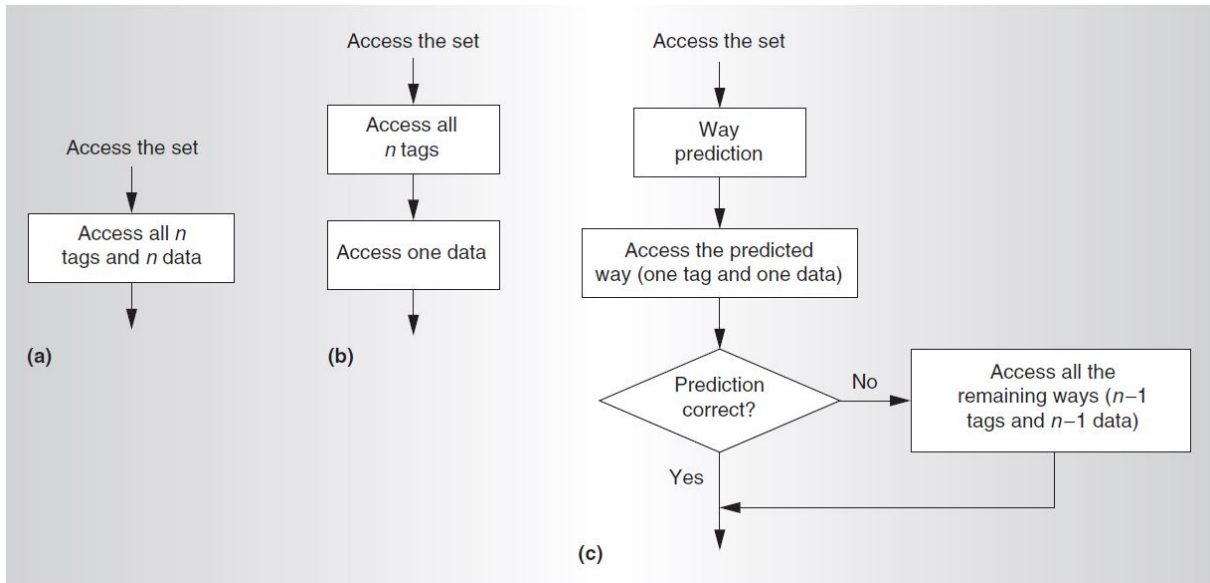 Access the set
Access all n
tags and n data
(a)
Access the set
Access all
n tags
Access one data
(b)
Access the set
Way
prediction
Access the predicted
way (one tag and one data)
Prediction
correct?
No
Access all the
remaining ways (n–1
tags and n–1 data)
Yes
(c)